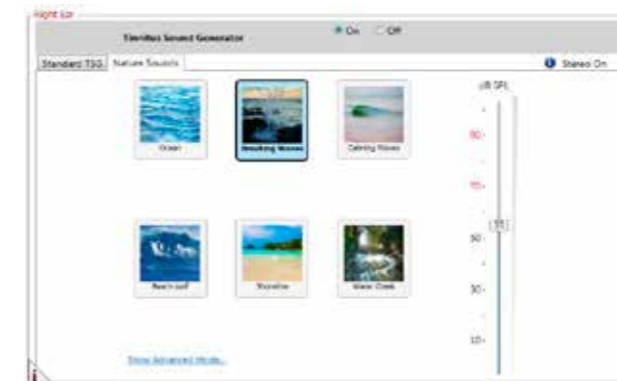 Right Ear
Tinnitus Sound Generator
On Off
Standard TSG Nature Sounds
Stereo On
dB SPL
90
70
55
50
30
10
Ocean
Breaking Waves
Calming Waves
Beach surf
Shoreline
Water Creek
Show Advanced Mode...
i